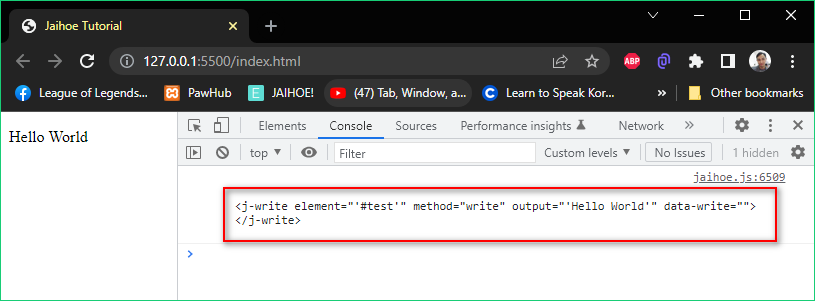 Jaihoe Tutorial
127.0.0.1:5500/index.html
ABP
League of Legends... PawHub JAIHOE! (47) Tab, Window, a... Learn to Speak Kor... Other bookmarks
Hello World
Elements Console Sources Performance insights Network
top Filter Custom levels No Issues 1 hidden
jaihoe.js:6509
<j-write element="'#test'" method="write" output="'Hello World'" data-write="">
</j-write>